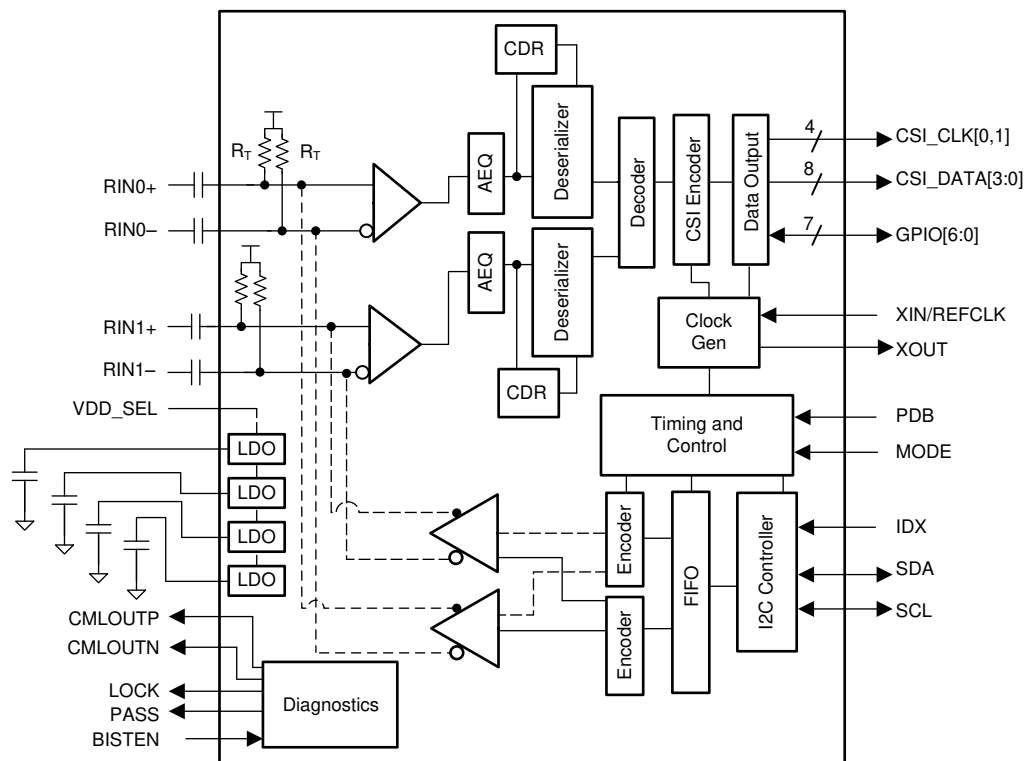 CDR
4
CSI_CLK[0,1]
RT
RT
AEQ
Deserializer
Decoder
CSI Encoder
Data Output
8
CSI_DATA[3:0]
RIN0+
RIN0−
7
GPIO[6:0]
AEQ
Deserializer
RIN1+
RIN1−
Clock
Gen
XIN/REFCLK
XOUT
CDR
VDD_SEL
LDO
LDO
LDO
LDO
Timing and
Control
PDB
MODE
Encoder
Encoder
FIFO
I2C Controller
IDX
SDA
SCL
CMLOUTP
CMLOUTN
LOCK
PASS
BISTEN
Diagnostics